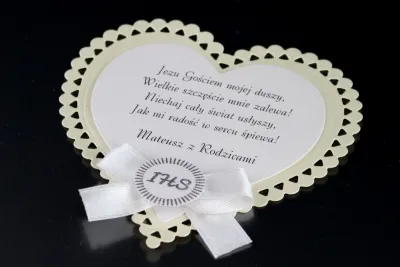 Jezu Gościem mojej duszy,
Wielkie szczęście mnie zalewa!
Niechaj cały świat usłyszy,
Jak mi radość w sercu śpiewa!
Mateusz z Rodzicami
IHS